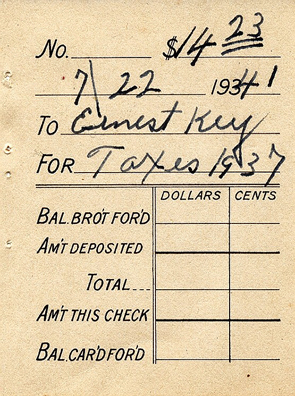 No. $14 23
7/22 19341
To Ernest Key
For Taxes 1937
DOLLARS CENTS
BAL. BRO'T FOR'D
AM'T DEPOSITED
TOTAL...
AM'T THIS CHECK
BAL. CAR'D FOR'D